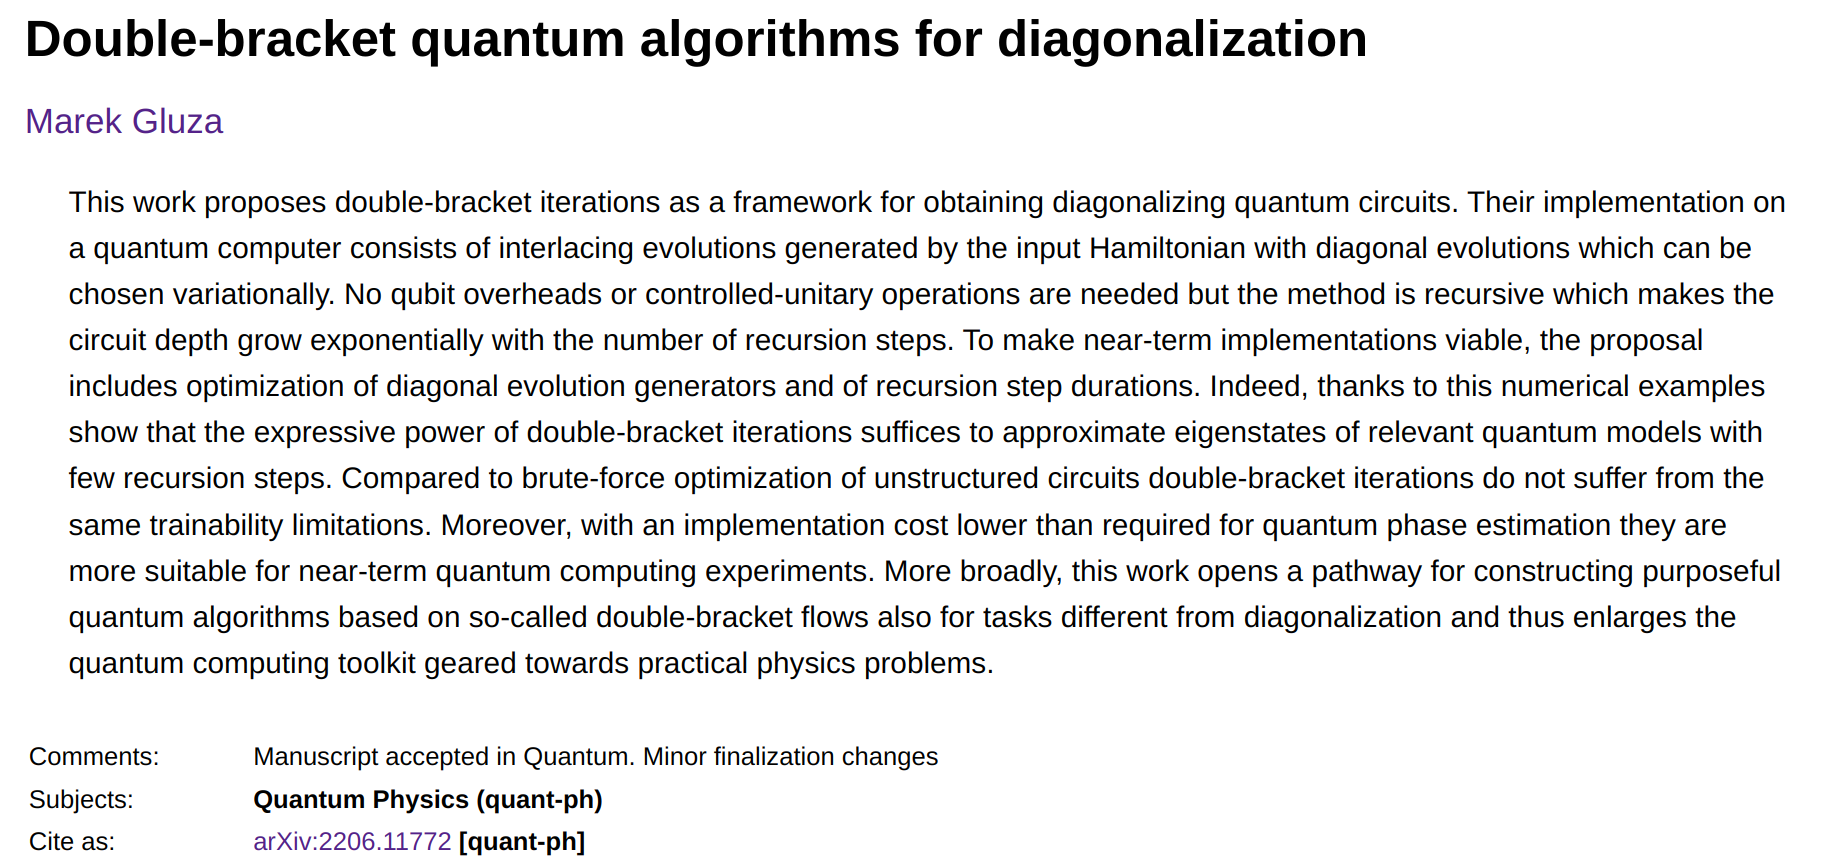 Double-bracket quantum algorithms for diagonalization
Marek Gluza
This work proposes double-bracket iterations as a framework for obtaining diagonalizing quantum circuits. Their implementation on
a quantum computer consists of interlacing evolutions generated by the input Hamiltonian with diagonal evolutions which can be
chosen variationally. No qubit overheads or controlled-unitary operations are needed but the method is recursive which makes the
circuit depth grow exponentially with the number of recursion steps. To make near-term implementations viable, the proposal
includes optimization of diagonal evolution generators and of recursion step durations. Indeed, thanks to this numerical examples
show that the expressive power of double-bracket iterations suffices to approximate eigenstates of relevant quantum models with
few recursion steps. Compared to brute-force optimization of unstructured circuits double-bracket iterations do not suffer from the
same trainability limitations. Moreover, with an implementation cost lower than required for quantum phase estimation they are
more suitable for near-term quantum computing experiments. More broadly, this work opens a pathway for constructing purposeful
quantum algorithms based on so-called double-bracket flows also for tasks different from diagonalization and thus enlarges the
quantum computing toolkit geared towards practical physics problems.
Comments: Manuscript accepted in Quantum. Minor finalization changes
Subjects: Quantum Physics (quant-ph)
Cite as: arXiv:2206.11772 [quant-ph]